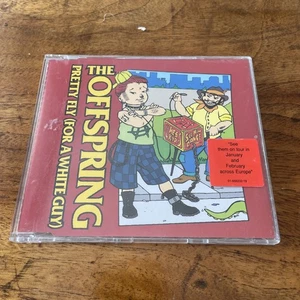 THE OFFSPRING
PRETTY FLY (FOR A WHITE GUY)
"See
them on tour in
January
and
February
across Europe"